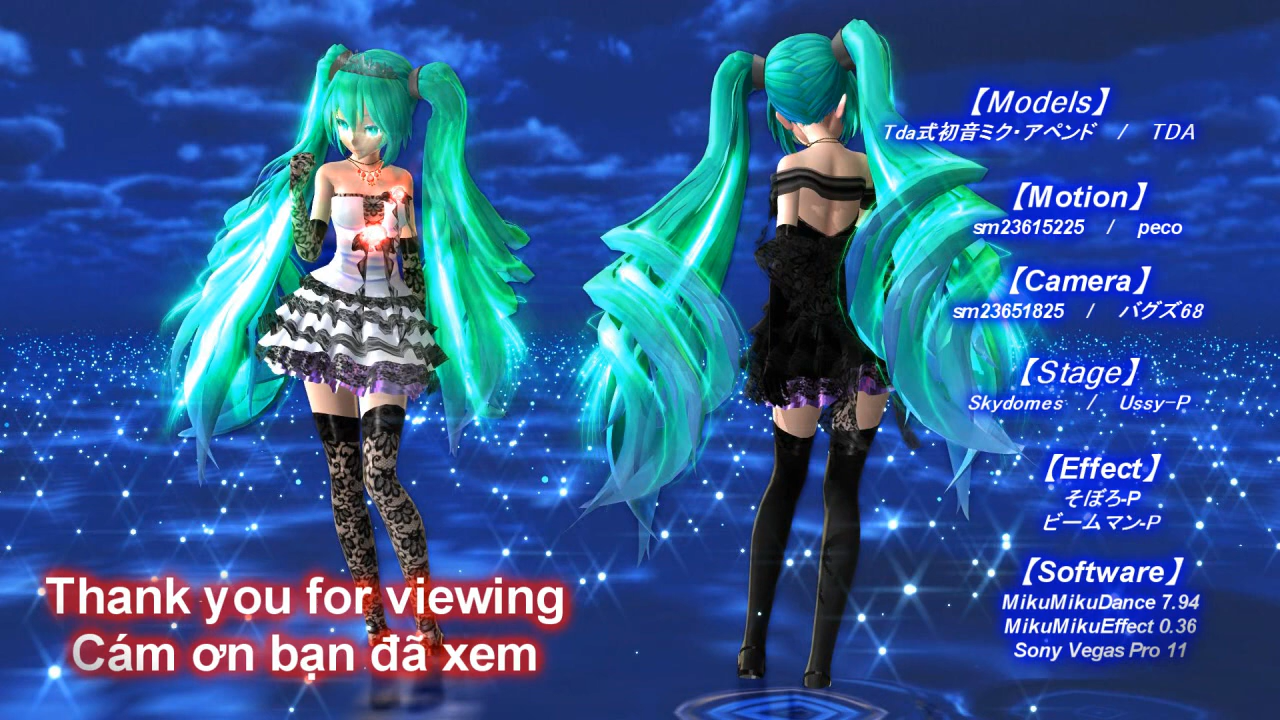 【Models】
Tda式初音ミク・アペンド / TDA
【Motion】
sm23615225 / peco
【Camera】
sm23651825 / バグズ68
【Stage】
Skydomes / Ussy-P
【Effect】
そぼろ-P
ビームマン-P
【Software】
MikuMikuDance 7.94
MikuMikuEffect 0.36
Sony Vegas Pro 11
Thank you for viewing
Cám ơn bạn đã xem